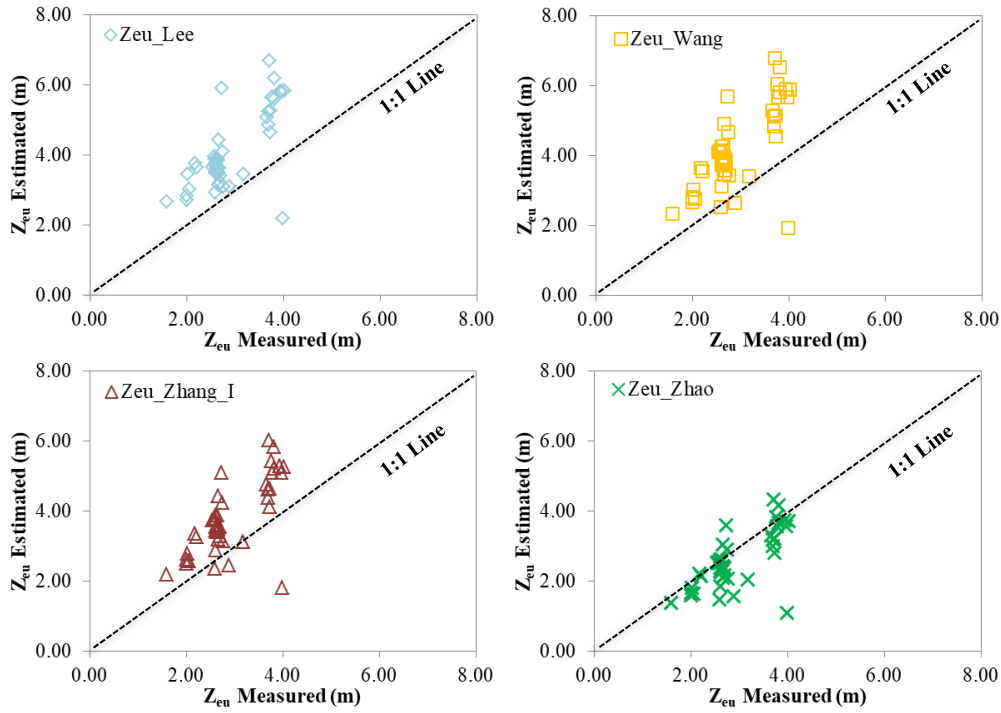 8.00
Zeu_Lee
6.00
4.00
2.00
0.00
Zeu Estimated (m)
1:1 Line
0.00 2.00 4.00 6.00 8.00
Zeu Measured (m)
8.00
Zeu_Wang
6.00
4.00
2.00
0.00
Zeu Estimated (m)
1:1 Line
0.00 2.00 4.00 6.00 8.00
Zeu Measured (m)
8.00
Zeu_Zhang_I
6.00
4.00
2.00
0.00
Zeu Estimated (m)
1:1 Line
0.00 2.00 4.00 6.00 8.00
Zeu Measured (m)
8.00
Zeu_Zhao
6.00
4.00
2.00
0.00
Zeu Estimated (m)
1:1 Line
0.00 2.00 4.00 6.00 8.00
Zeu Measured (m)